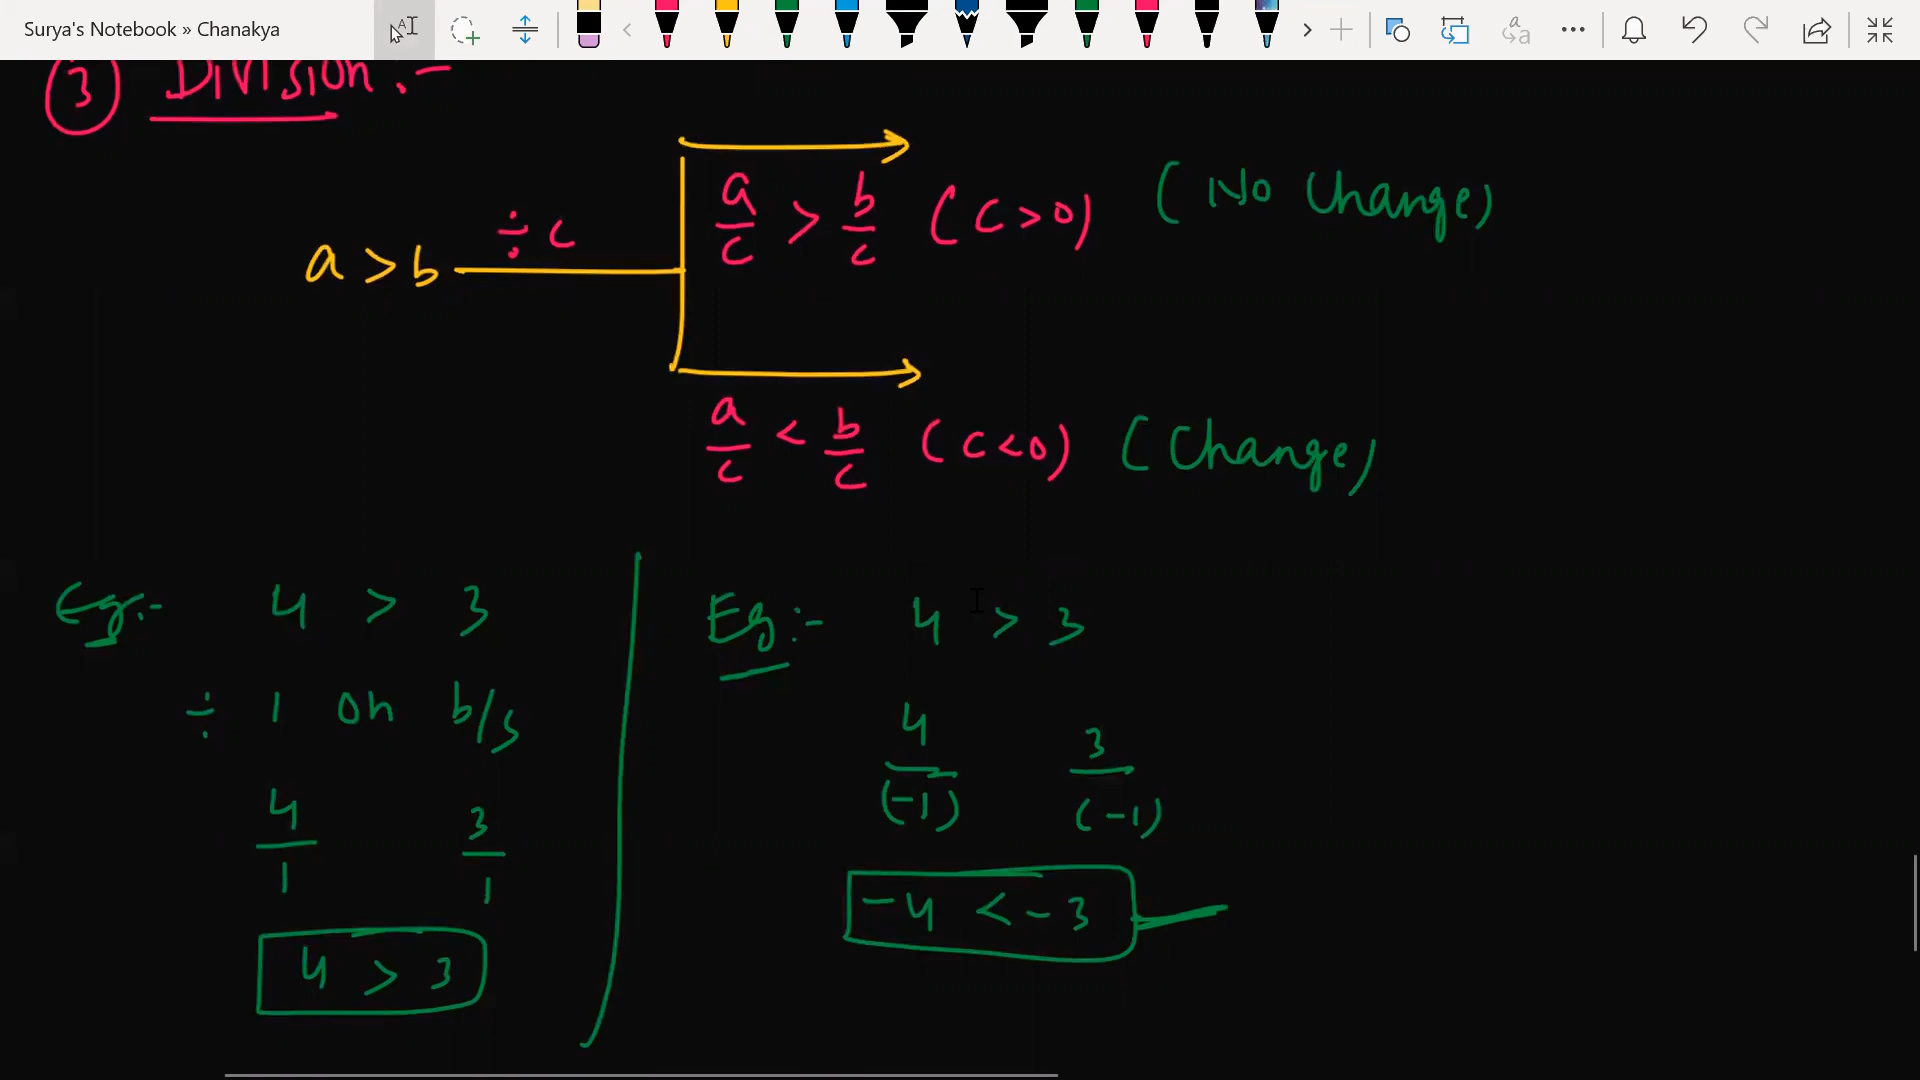 Surya's Notebook » Chanakya
③ Division :-
a > b ÷ c
a/c > b/c (c > 0) (No Change)
a/c < b/c (c < 0) (Change)
Eg:- 4 > 3
÷ 1 on b/s
4/1 3/1
4 > 3
Eg:- 4 > 3
4/(-1) 3/(-1)
-4 < -3